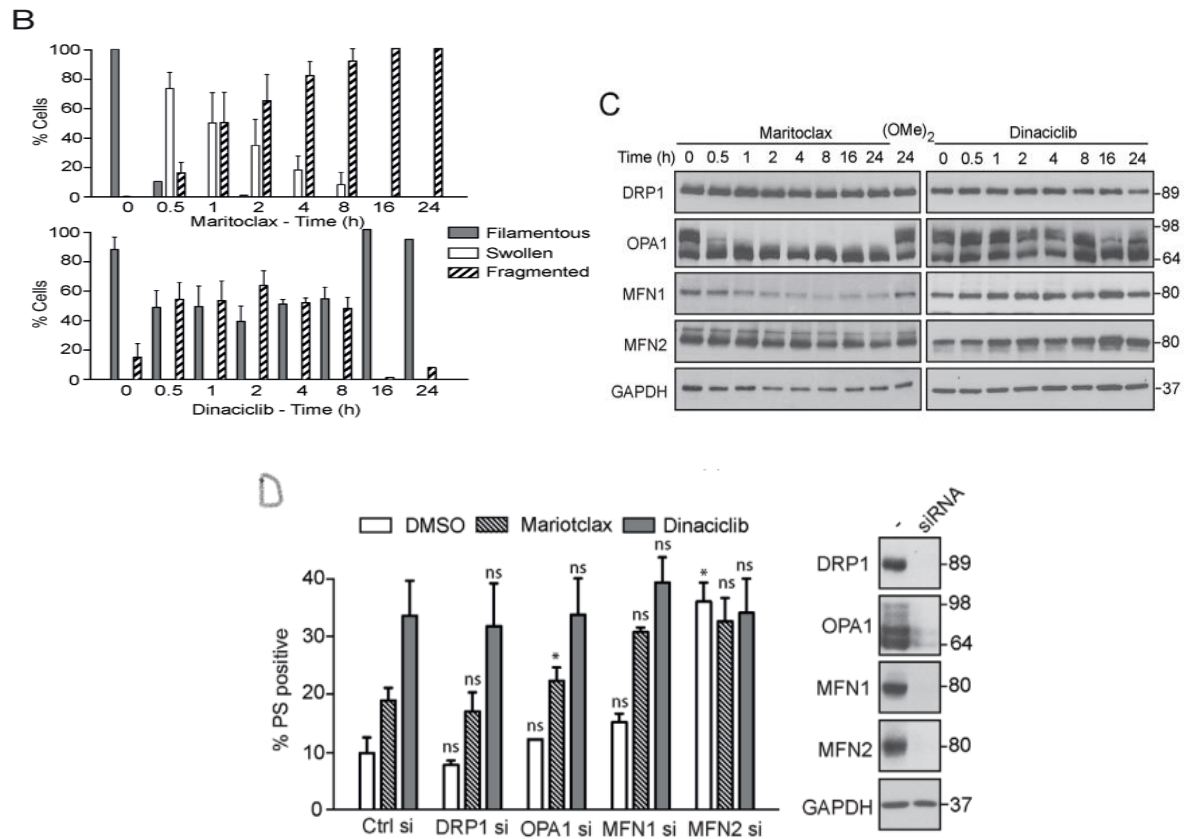 B
100
80
60
40
20
0
% Cells
0 0.5 1 2 4 8 16 24
Maritoclax - Time (h)
100
80
60
40
20
0
% Cells
0 0.5 1 2 4 8 16 24
Dinaciclib - Time (h)
Filamentous
Swollen
Fragmented
C
Maritoclax (OMe)2 Dinaciclib
Time (h) 0 0.5 1 2 4 8 16 24 24 0 0.5 1 2 4 8 16 24
DRP1 -89
OPA1 -98
-64
MFN1 -80
MFN2 -80
GAPDH -37
D
DMSO Mariotclax Dinaciclib
% PS positive
40
30
20
10
0
ns ns ns
ns * ns
ns ns ns
* ns ns
Ctrl si DRP1 si OPA1 si MFN1 si MFN2 si
- siRNA
DRP1 -89
OPA1 -98
-64
MFN1 -80
MFN2 -80
GAPDH -37